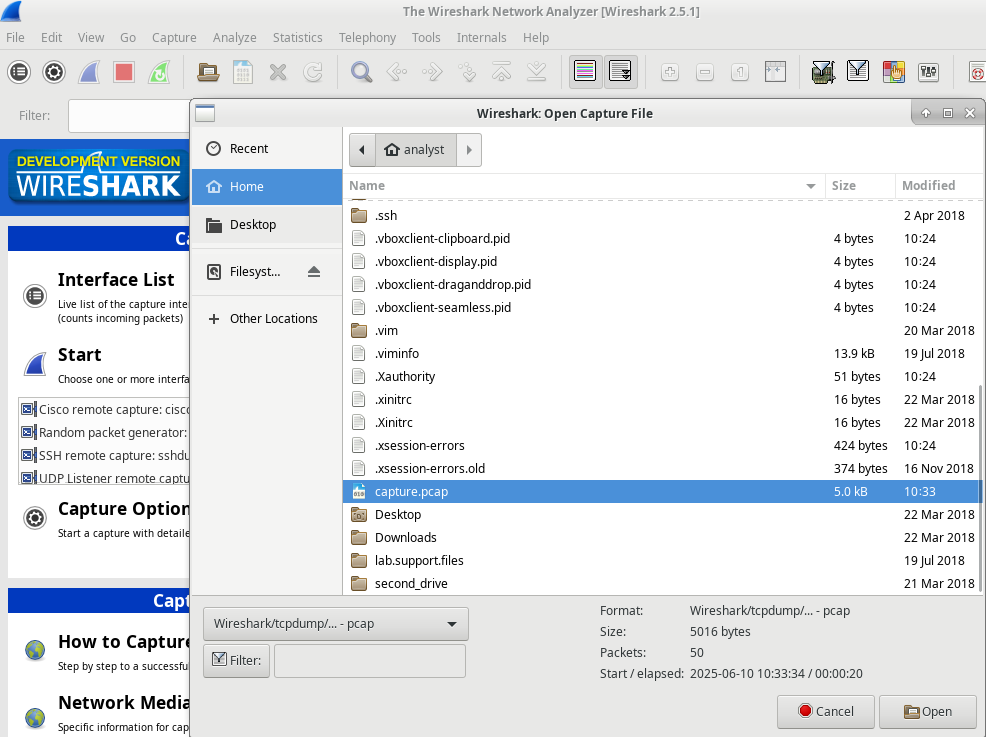 The Wireshark Network Analyzer [Wireshark 2.5.1]
File Edit View Go Capture Analyze Statistics Telephony Tools Internals Help
Filter:
DEVELOPMENT VERSION
WIRESHARK
Ca
Interface List
Live list of the capture inte
(counts incoming packets)
Start
Choose one or more interfa
Cisco remote capture: cisco
Random packet generator:
SSH remote capture: sshdu
UDP Listener remote captu
Capture Option
Start a capture with detaile
Capt
How to Capture
Step by step to a successfu
Network Media
Specific information for cap
Wireshark: Open Capture File
Recent
Home
Desktop
Filesyst...
Other Locations
analyst
Name Size Modified
.ssh 2 Apr 2018
.vboxclient-clipboard.pid 4 bytes 10:24
.vboxclient-display.pid 4 bytes 10:24
.vboxclient-draganddrop.pid 4 bytes 10:24
.vboxclient-seamless.pid 4 bytes 10:24
.vim 20 Mar 2018
.viminfo 13.9 kB 19 Jul 2018
.Xauthority 51 bytes 10:24
.xinitrc 16 bytes 22 Mar 2018
.Xinitrc 16 bytes 22 Mar 2018
.xsession-errors 424 bytes 10:24
.xsession-errors.old 374 bytes 16 Nov 2018
capture.pcap 5.0 kB 10:33
Desktop 22 Mar 2018
Downloads 22 Mar 2018
lab.support.files 19 Jul 2018
second_drive 21 Mar 2018
Wireshark/tcpdump/... - pcap
Filter:
Format: Wireshark/tcpdump/... - pcap
Size: 5016 bytes
Packets: 50
Start / elapsed: 2025-06-10 10:33:34 / 00:00:20
Cancel Open